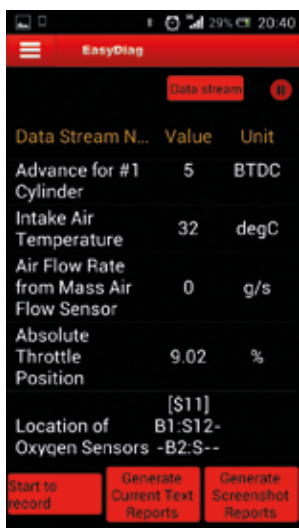 29% 20:40
EasyDiag
Data stream
Data Stream N... Value Unit
Advance for #1 5 BTDC
Cylinder
Intake Air 32 degC
Temperature
Air Flow Rate
from Mass Air 0 g/s
Flow Sensor
Absolute
Throttle 9.02 %
Position
[S11]
Location of B1:S12-
Oxygen Sensors -B2:S--
Start to
record
Generate
Current Text
Reports
Generate
Screenshot
Reports